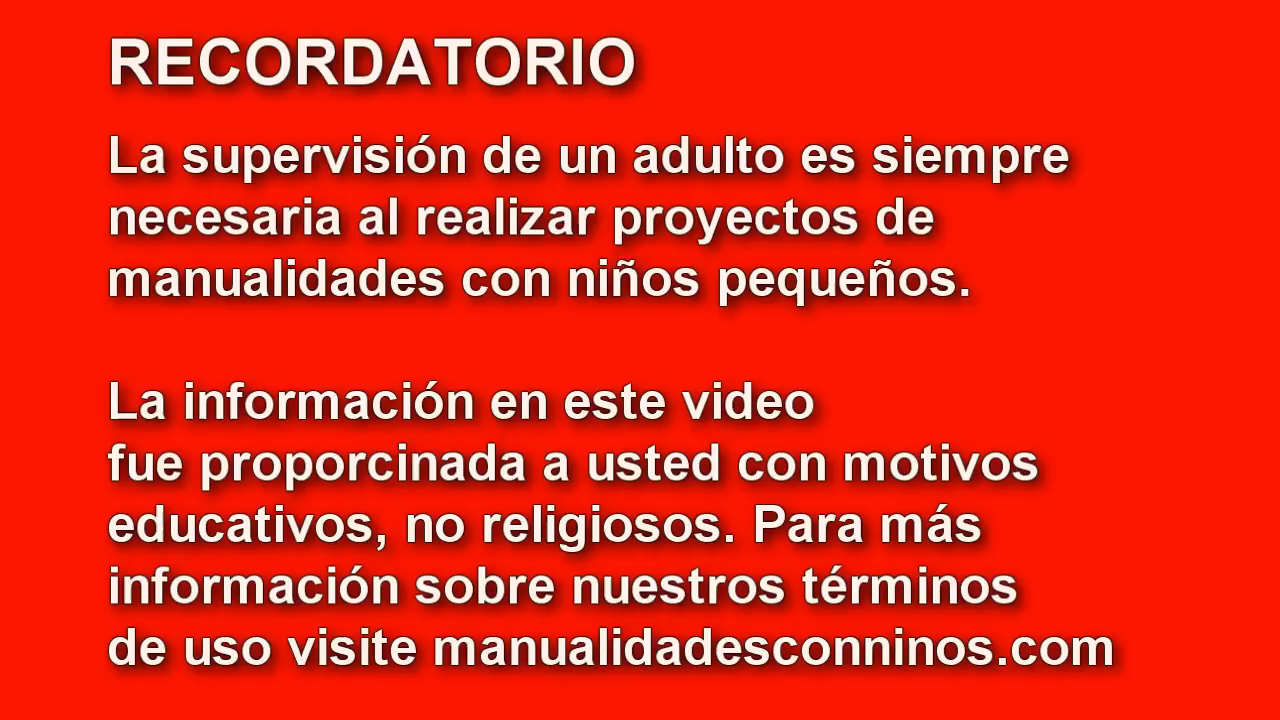 RECORDATORIO
La supervisión de un adulto es siempre
necesaria al realizar proyectos de
manualidades con niños pequeños.
La información en este video
fue proporcinada a usted con motivos
educativos, no religiosos. Para más
información sobre nuestros términos
de uso visite manualidadesconninos.com